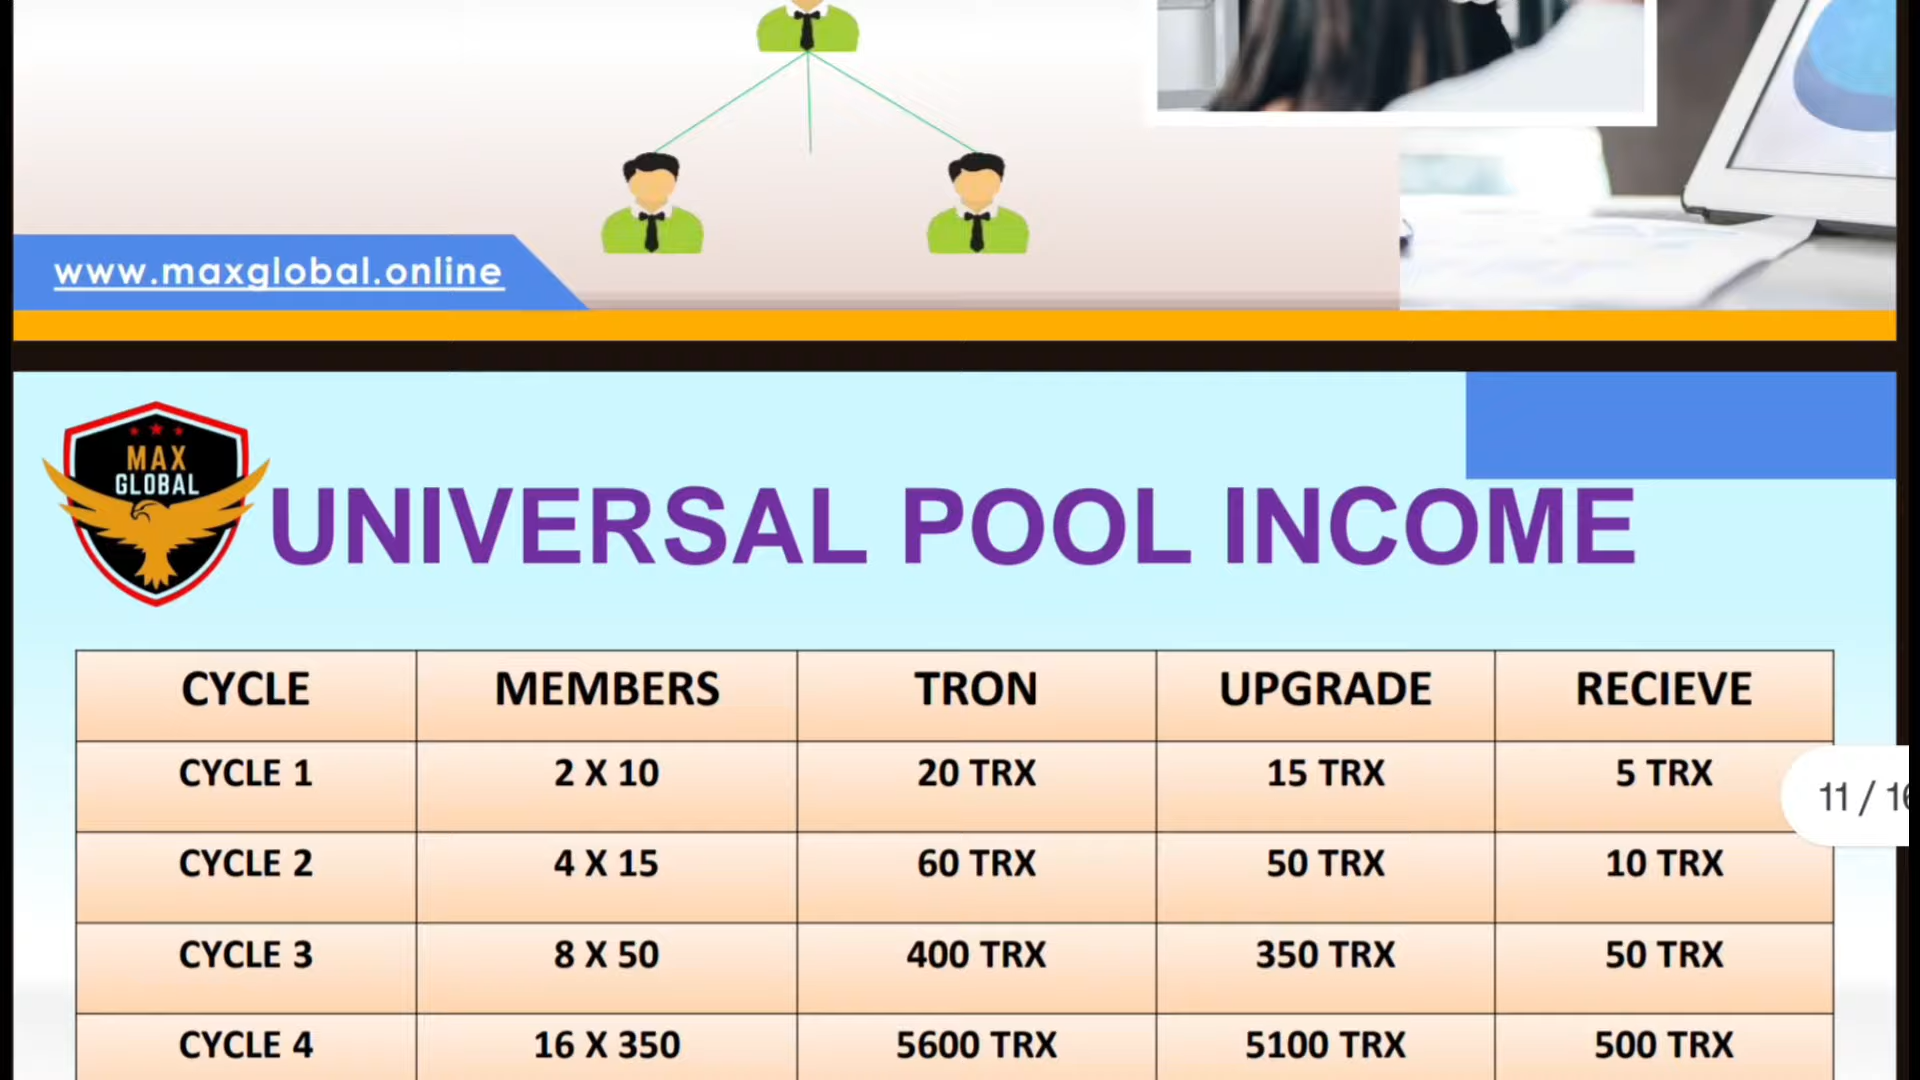 www.maxglobal.online
MAX
GLOBAL
UNIVERSAL POOL INCOME
CYCLE MEMBERS TRON UPGRADE RECIEVE
CYCLE 1 2 X 10 20 TRX 15 TRX 5 TRX
11 / 16
CYCLE 2 4 X 15 60 TRX 50 TRX 10 TRX
CYCLE 3 8 X 50 400 TRX 350 TRX 50 TRX
CYCLE 4 16 X 350 5600 TRX 5100 TRX 500 TRX